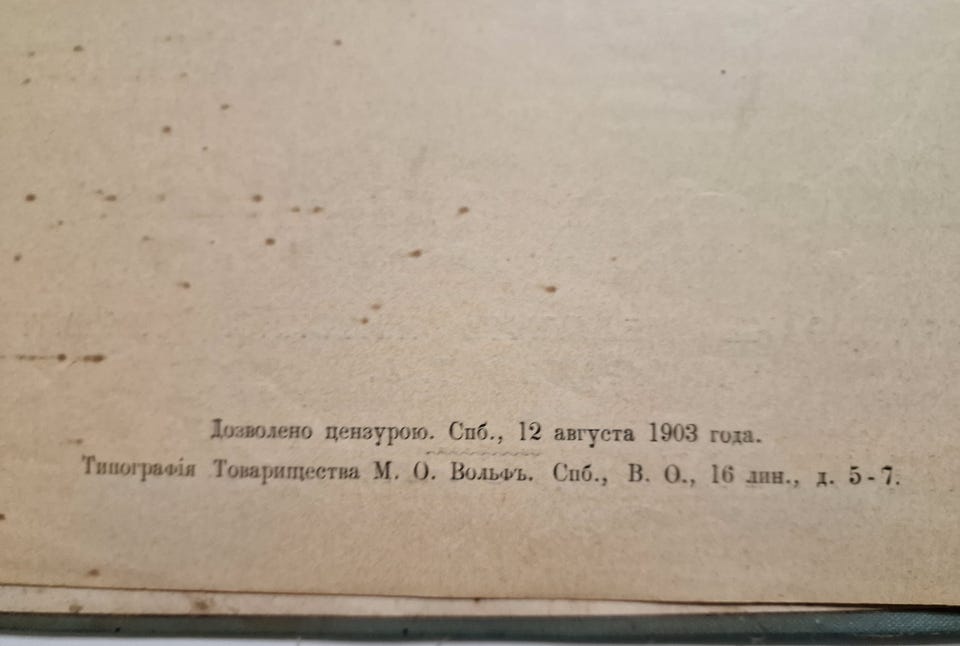 Дозволено цензурою. Спб., 12 августа 1903 года.
Типографія Товарищества М. О. Вольфъ. Спб., В. О., 16 лин., д. 5-7.